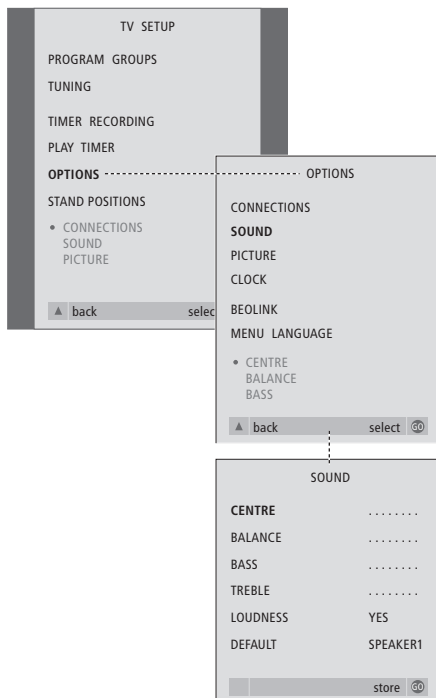 TV SETUP
PROGRAM GROUPS
TUNING
TIMER RECORDING
PLAY TIMER
OPTIONS
STAND POSITIONS
• CONNECTIONS
SOUND
PICTURE
▲ back selec
OPTIONS
CONNECTIONS
SOUND
PICTURE
CLOCK
BEOLINK
MENU LANGUAGE
• CENTRE
BALANCE
BASS
▲ back select GO
SOUND
CENTRE ........
BALANCE ........
BASS ........
TREBLE ........
LOUDNESS YES
DEFAULT SPEAKER1
store GO